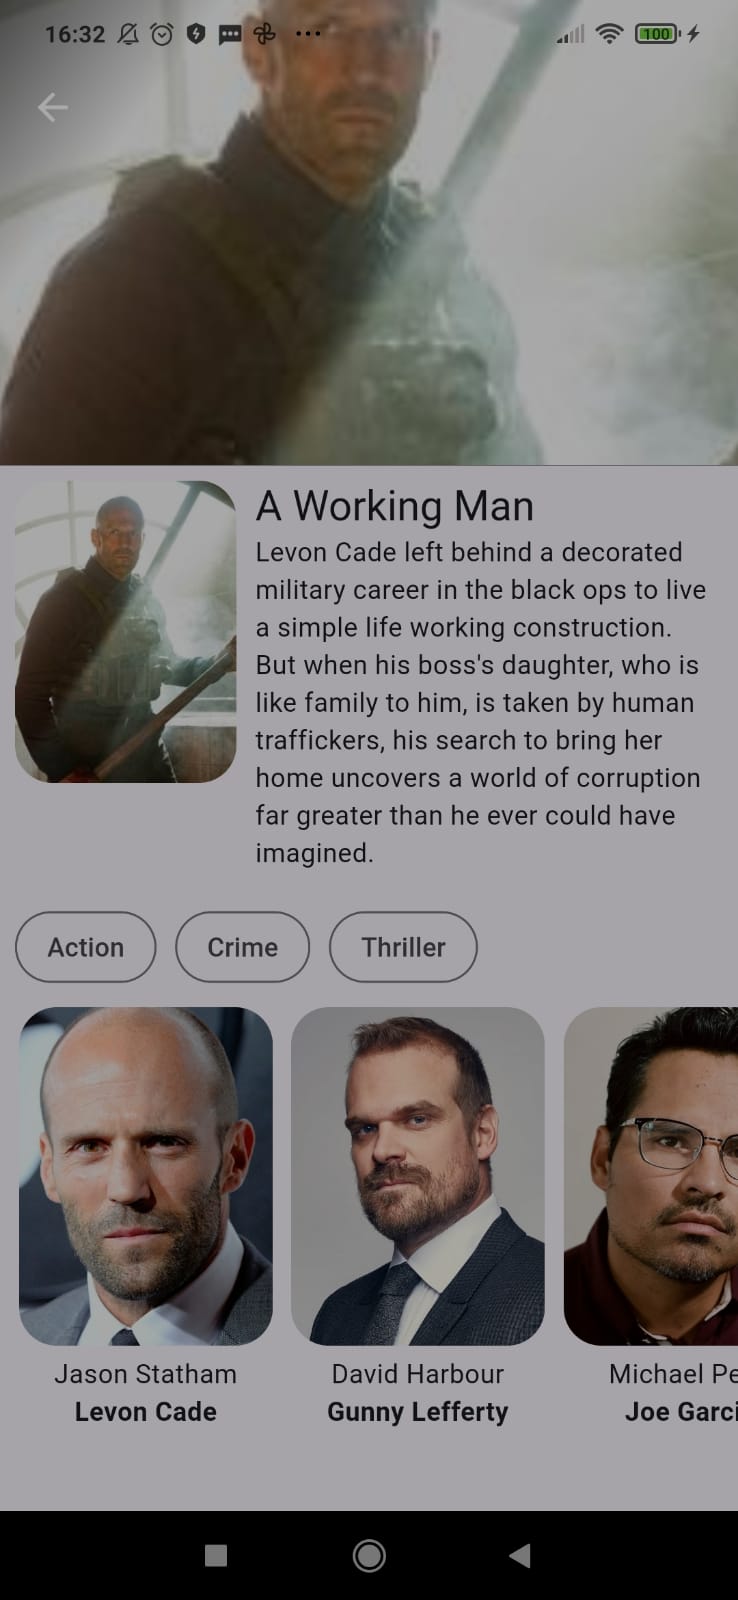 16:32
100
A Working Man
Levon Cade left behind a decorated
military career in the black ops to live
a simple life working construction.
But when his boss's daughter, who is
like family to him, is taken by human
traffickers, his search to bring her
home uncovers a world of corruption
far greater than he ever could have
imagined.
Action Crime Thriller
Jason Statham David Harbour Michael Pe
Levon Cade Gunny Lefferty Joe Garci